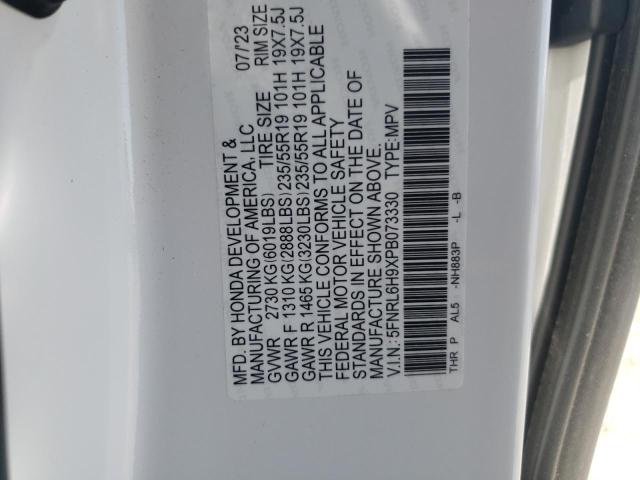 MFD. BY HONDA DEVELOPMENT & 07/'23
MANUFACTURING OF AMERICA, LLC
GVWR 2730 KG(6019LBS) TIRE SIZE RIM SIZE
GAWR F 1310 KG(2888LBS)235/55R19 101H 19X7.5J
GAWR R 1465 KG(3230LBS)235/55R19 101H 19X7.5J
THIS VEHICLE CONFORMS TO ALL APPLICABLE
FEDERAL MOTOR VEHICLE SAFETY
STANDARDS IN EFFECT ON THE DATE OF
MANUFACTURE SHOWN ABOVE.
V.I.N.: 5FNRL6H9XPB073330 TYPE:MPV
THR P AL5 -NH883P -L -B